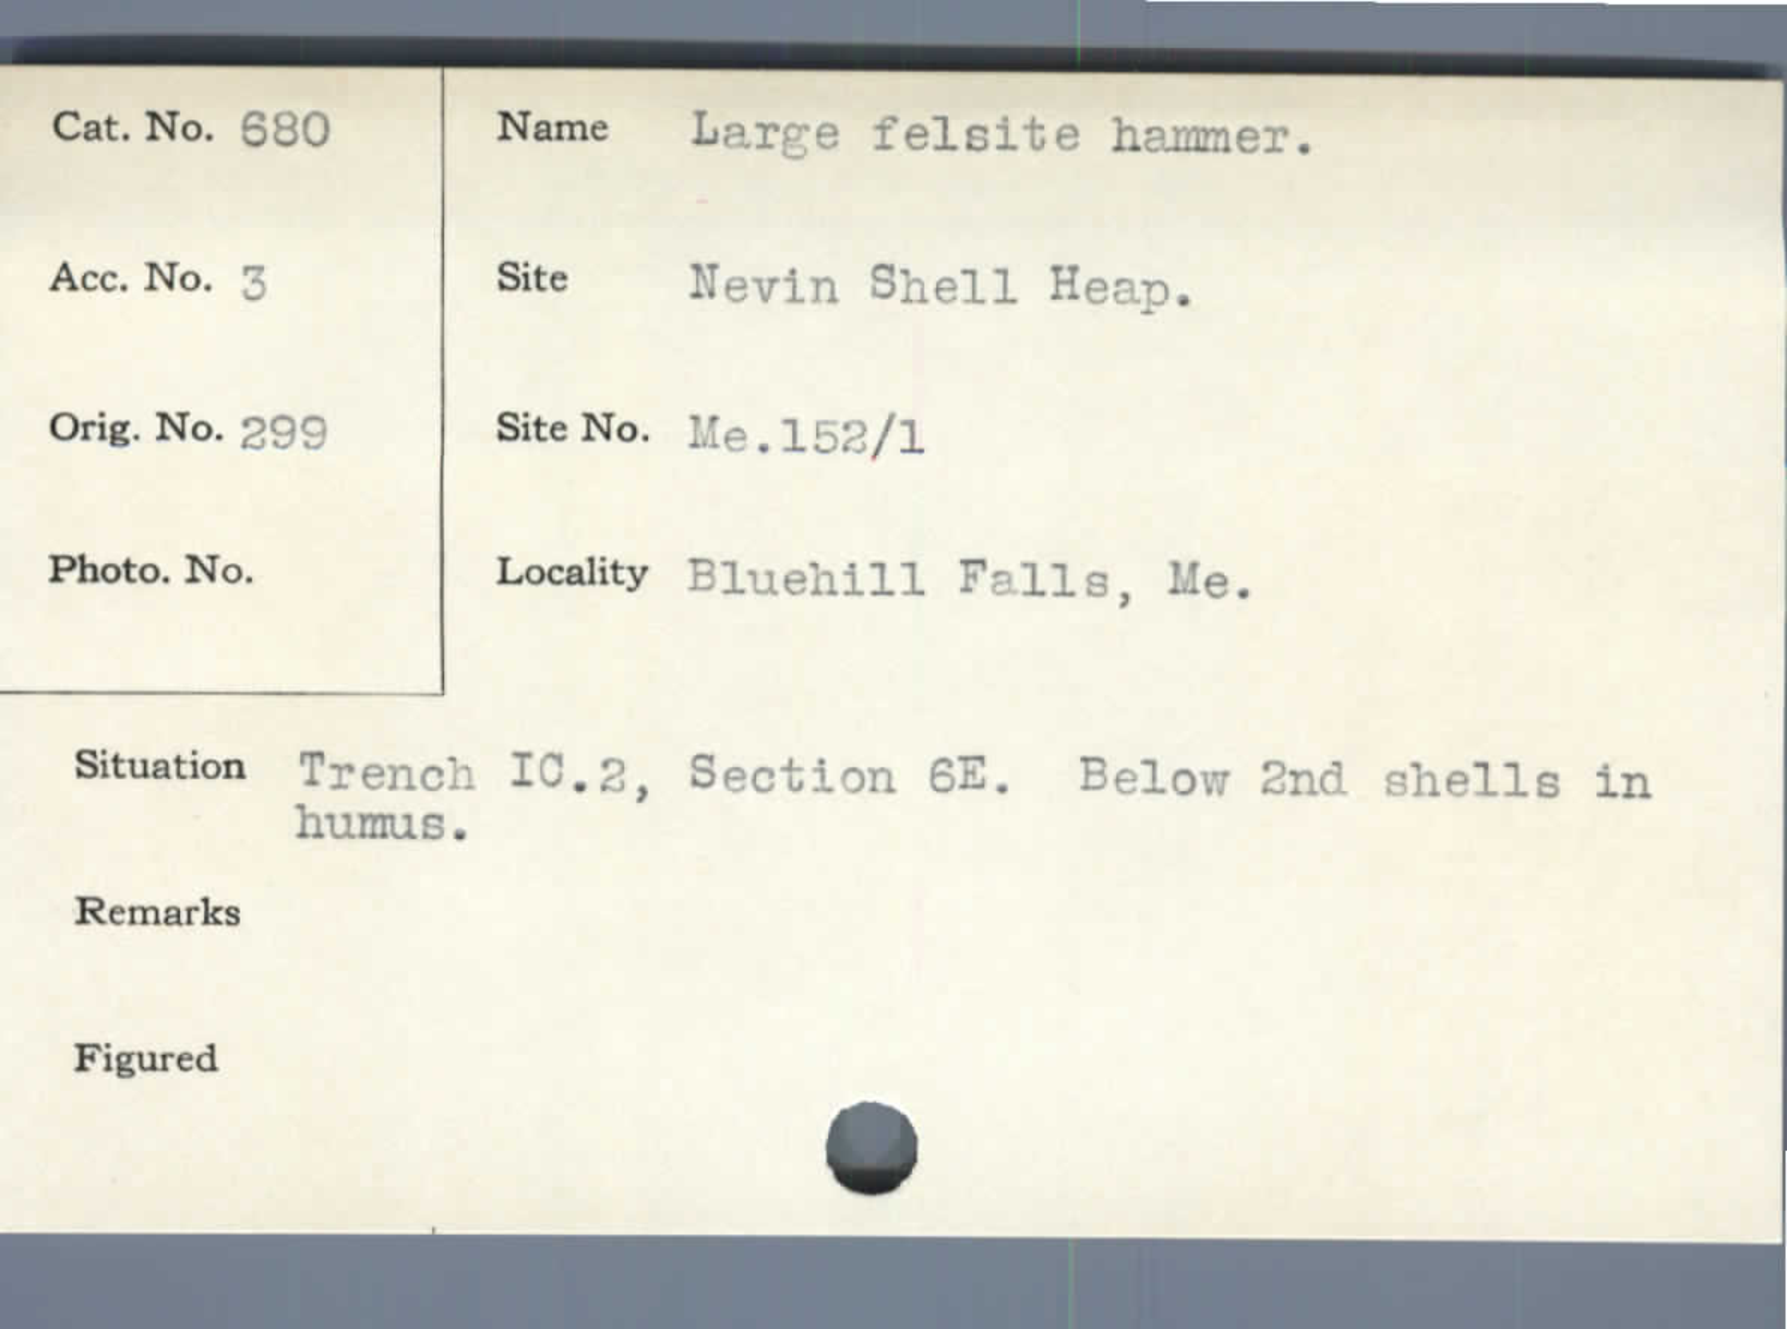 Cat. No. 680
Name Large felsite hammer.
Acc. No. 3
Site Nevin Shell Heap.
Orig. No. 299
Site No. Me.152/1
Photo. No.
Locality Bluehill Falls, Me.
Situation Trench IC.2, Section 6E. Below 2nd shells in
humus.
Remarks
Figured